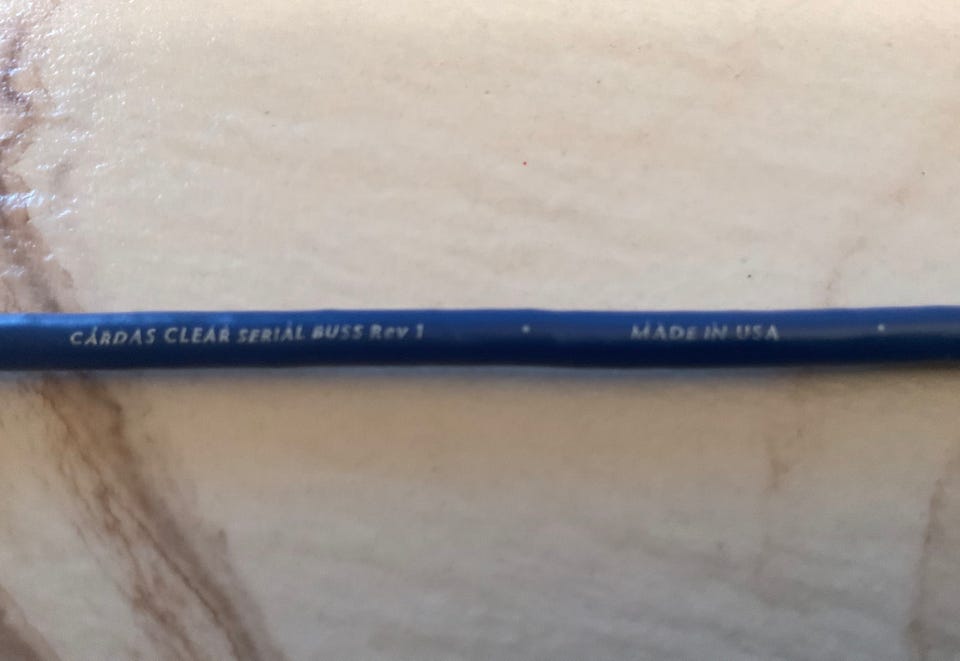 CARDAS CLEAR SERIAL BUSS Rev 1 • MADE IN USA •